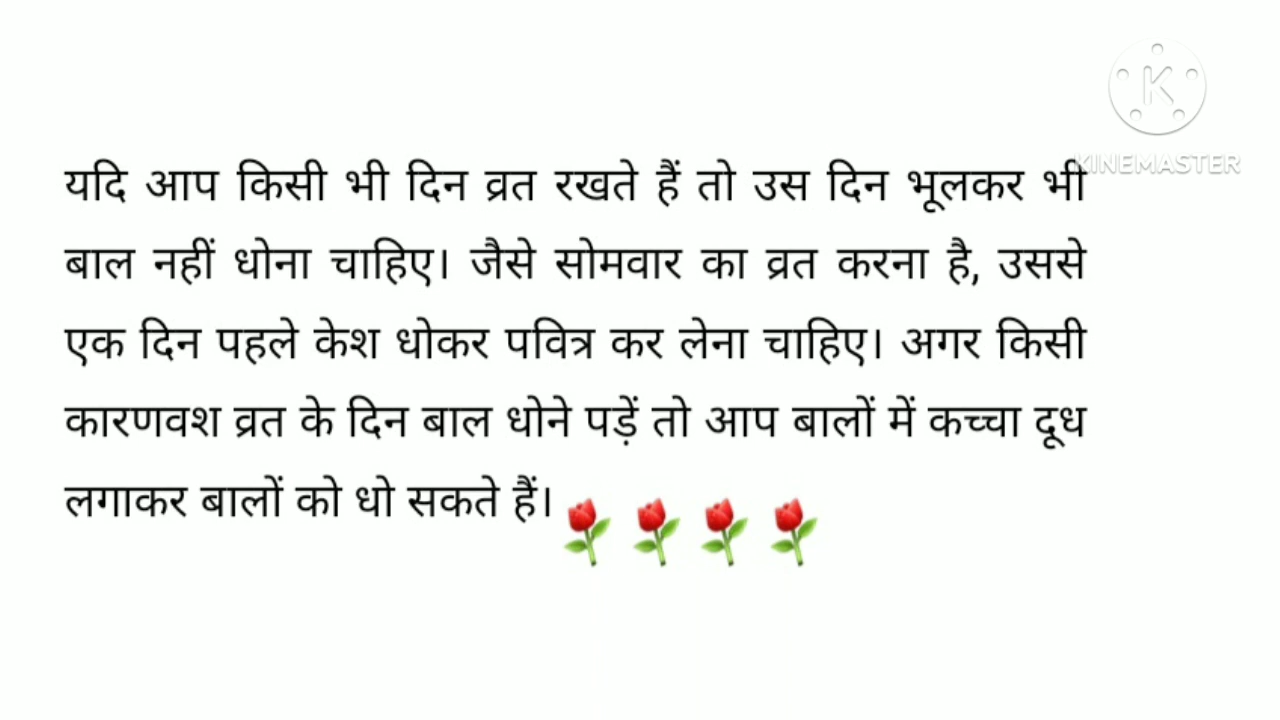 KINEMASTER
यदि आप किसी भी दिन व्रत रखते हैं तो उस दिन भूलकर भी
बाल नहीं धोना चाहिए। जैसे सोमवार का व्रत करना है, उससे
एक दिन पहले केश धोकर पवित्र कर लेना चाहिए। अगर किसी
कारणवश व्रत के दिन बाल धोने पड़ें तो आप बालों में कच्चा दूध
लगाकर बालों को धो सकते हैं।